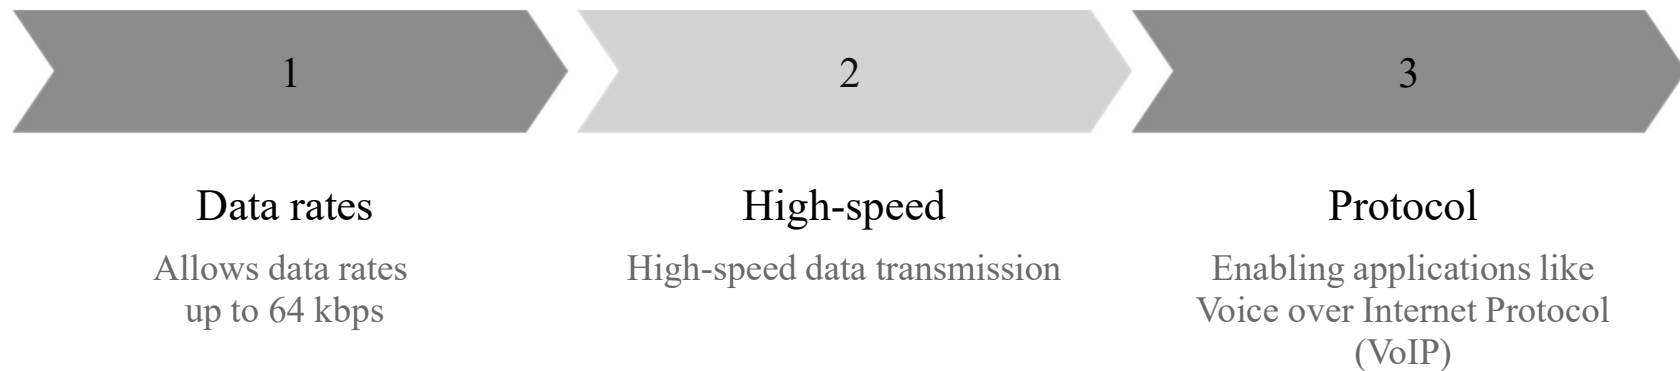 1
2
3
Data rates
Allows data rates
up to 64 kbps
High-speed
High-speed data transmission
Protocol
Enabling applications like
Voice over Internet Protocol
(VoIP)